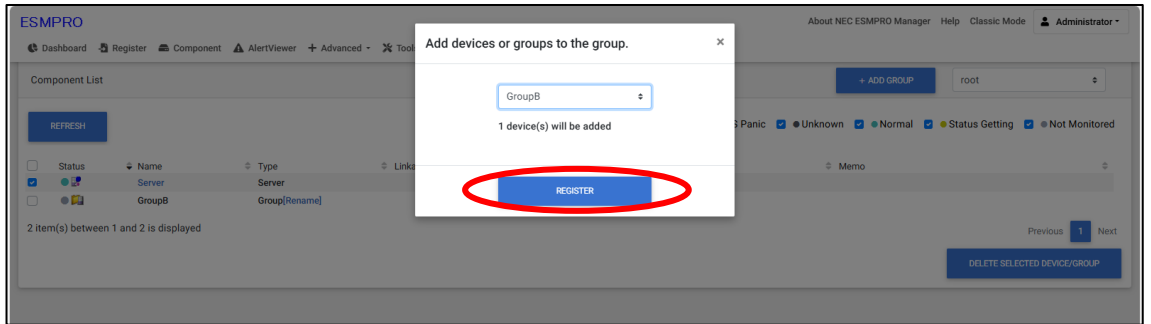 ESMPRO
About NEC ESMPRO Manager Help Classic Mode Administrator
Dashboard Register Component AlertViewer + Advanced Tool
Add devices or groups to the group. ×
Component List
+ ADD GROUP root
GroupB
REFRESH
1 device(s) will be added
Panic Unknown Normal Status Getting Not Monitored
Status Name Type Linka Memo
Server Server
GroupB Group[Rename]
REGISTER
2 item(s) between 1 and 2 is displayed
Previous 1 Next
DELETE SELECTED DEVICE/GROUP